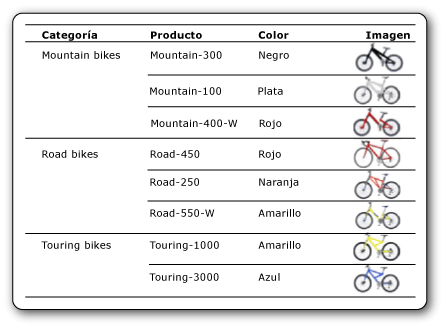 Categoría Producto Color Imagen
Mountain bikes Mountain-300 Negro
Mountain-100 Plata
Mountain-400-W Rojo
Road bikes Road-450 Rojo
Road-250 Naranja
Road-550-W Amarillo
Touring bikes Touring-1000 Amarillo
Touring-3000 Azul